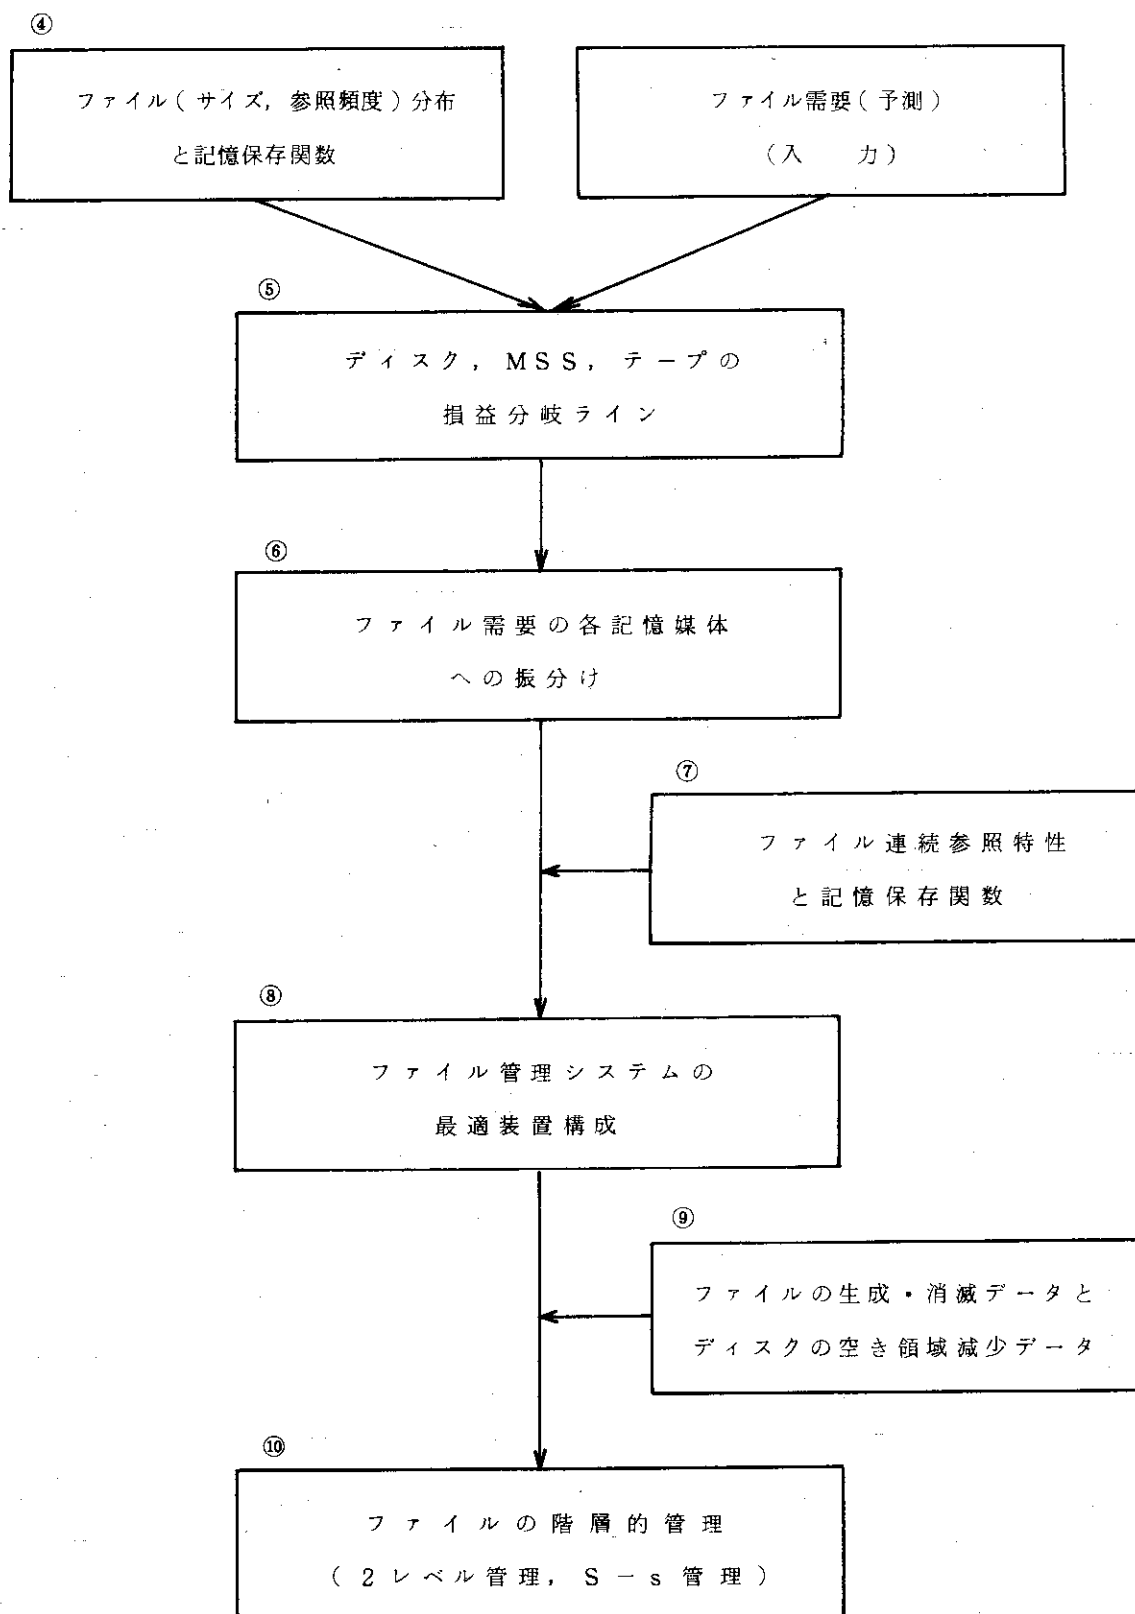 ④
ファイル(サイズ,参照頻度)分布
と記憶保存関数
ファイル需要(予測)
(入 力)
⑤
ディスク,MSS,テープの
損益分岐ライン
⑥
ファイル需要の各記憶媒体
への振分け
⑦
ファイル連続参照特性
と記憶保存関数
⑧
ファイル管理システムの
最適装置構成
⑨
ファイルの生成・消滅データと
ディスクの空き領域減少データ
⑩
ファイルの階層的管理
(2レベル管理,S-s管理)